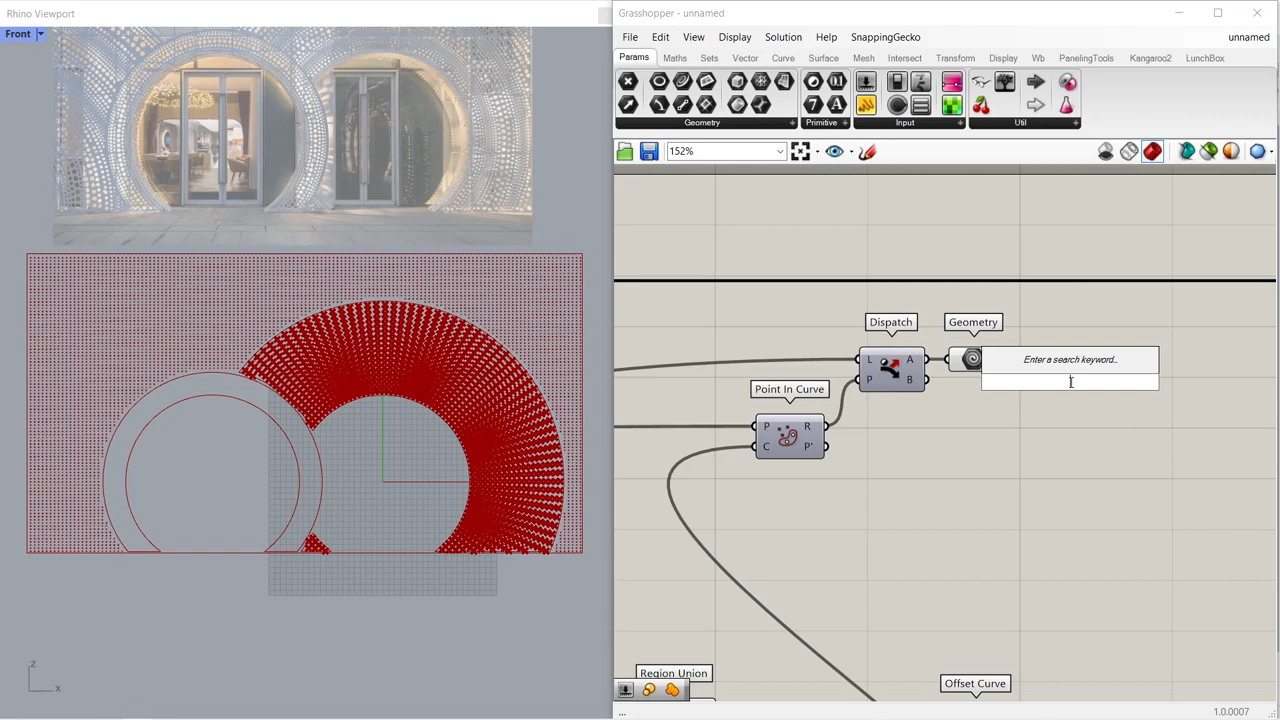 Rhino Viewport
Front
z
x
Grasshopper - unnamed
File Edit View Display Solution Help SnappingGecko unnamed
Params Maths Sets Vector Curve Surface Mesh Intersect Transform Display Wb PanelingTools Kangaroo2 LunchBox
Geometry Primitive Input Util
152%
Dispatch Geometry
L A
P B
Enter a search keyword...
Point In Curve
P R
C P'
Region Union
Offset Curve
...
1.0.0007